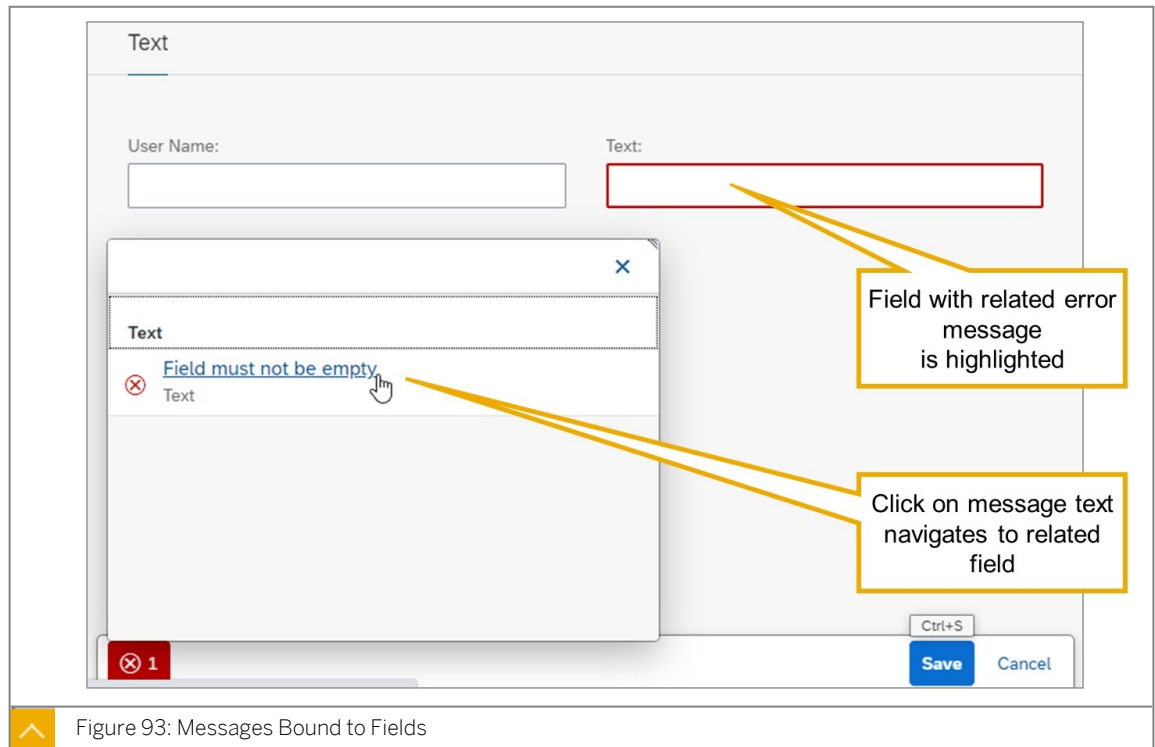 Text
User Name:
Text:
Field with related error
message
is highlighted
Text
Field must not be empty
Text
Click on message text
navigates to related
field
Ctrl+S
1
Save
Cancel
Figure 93: Messages Bound to Fields